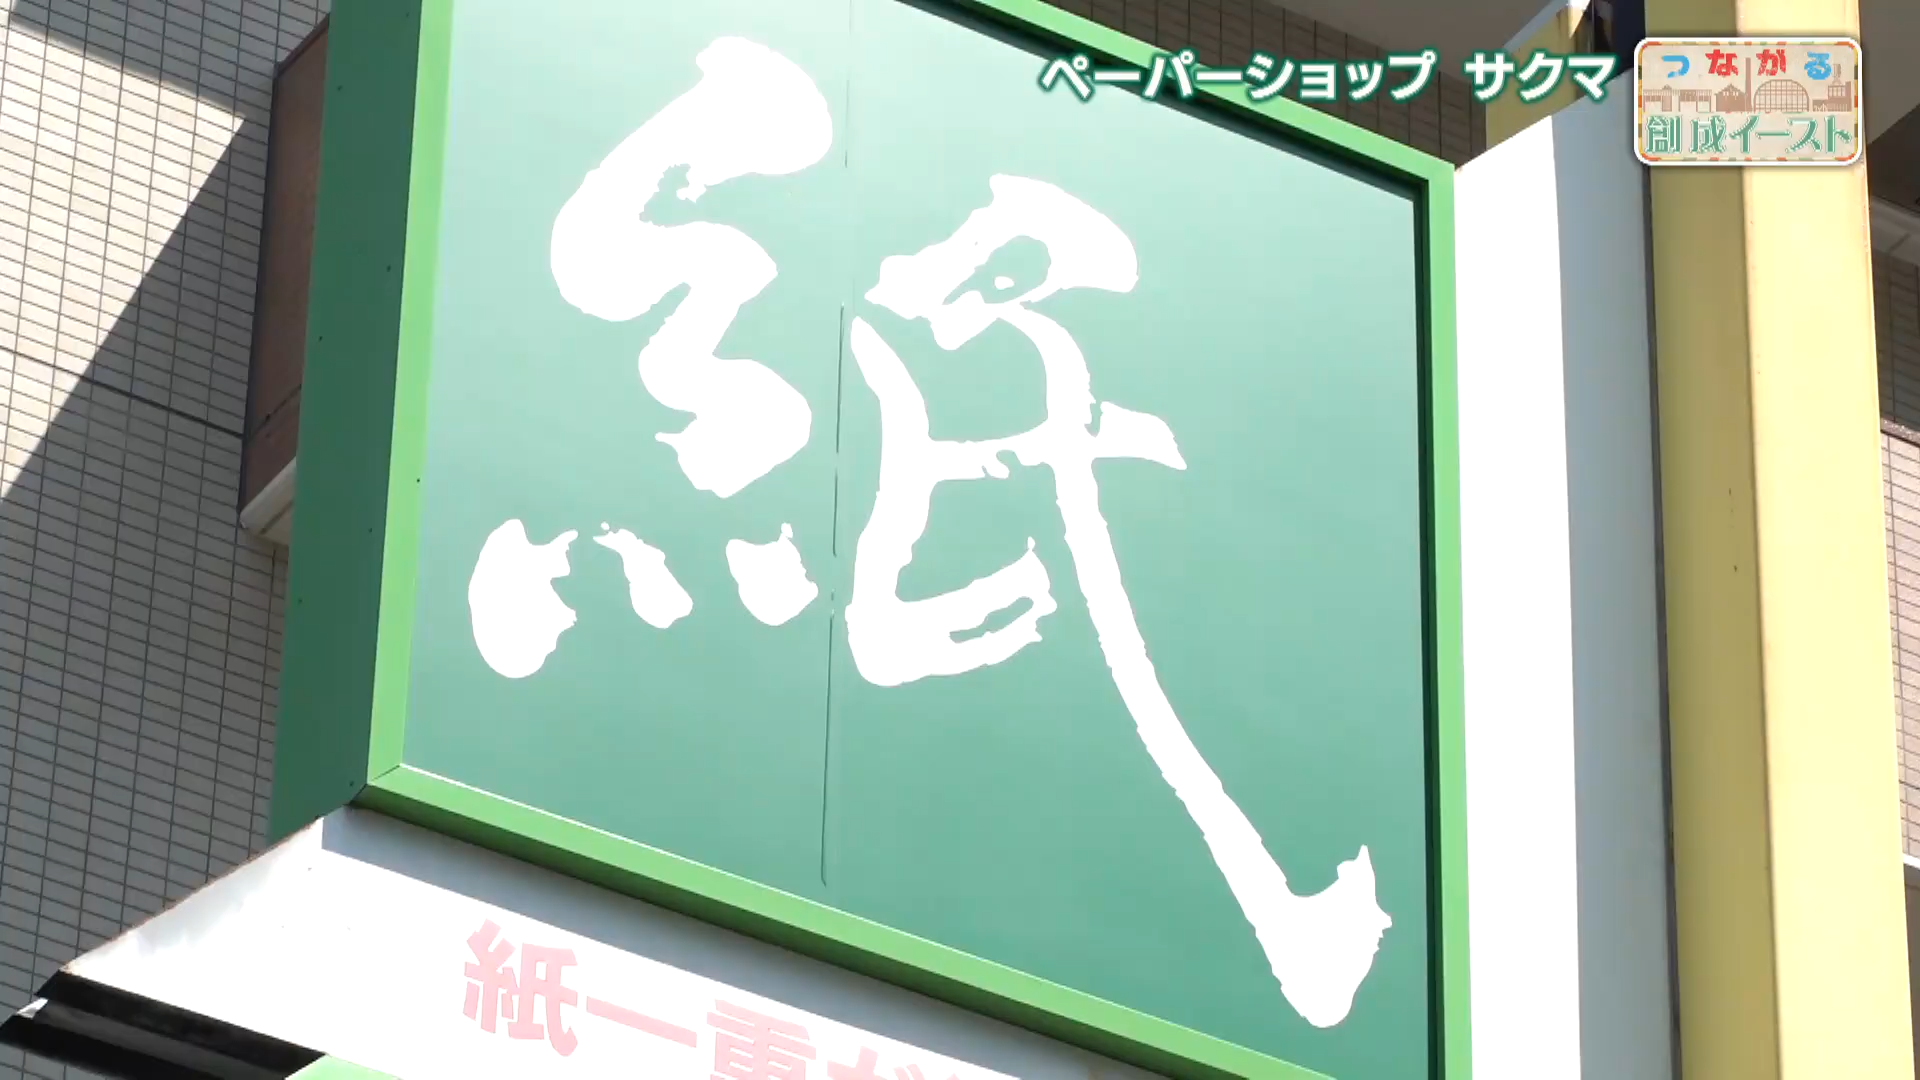 ペーパーショップ サクマ
つながる
創成イースト
紙
紙一重